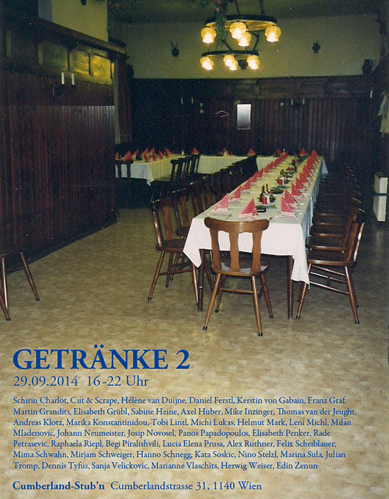 GETRÄNKE 2
29.09.2014 16-22 Uhr
Schirin Charlot, Cut & Scrape, Hélène van Duijne, Daniel Ferstl, Kerstin von Gabain, Franz Graf,
Martin Grandits, Elisabeth Grübl, Sabine Heine, Axel Huber, Mike Inzinger, Thomas van der Jeught,
Andreas Klotz, Marika Konstantinidou, Tobi Lintl, Michi Lukas, Helmut Mark, Leni Michl, Milan
Mladenovic, Johann Neumeister, Josip Novosel, Panos Papadopoulos, Elisabeth Penker, Rade
Petrasevic, Raphaela Riepl, Begi Piralishvili, Lucia Elena Prusa, Alex Ruthner, Felix Scheiblauer,
Mima Schwahn, Mirjam Schweiger, Hanno Schnegg, Kata Soskic, Nino Stelzl, Marina Sula, Julian
Tromp, Dennis Tyfus, Sanja Velickovic, Marianne Vlaschits, Herwig Weiser, Edin Zenun
Cumberland-Stub'n Cumberlandstrasse 31, 1140 Wien